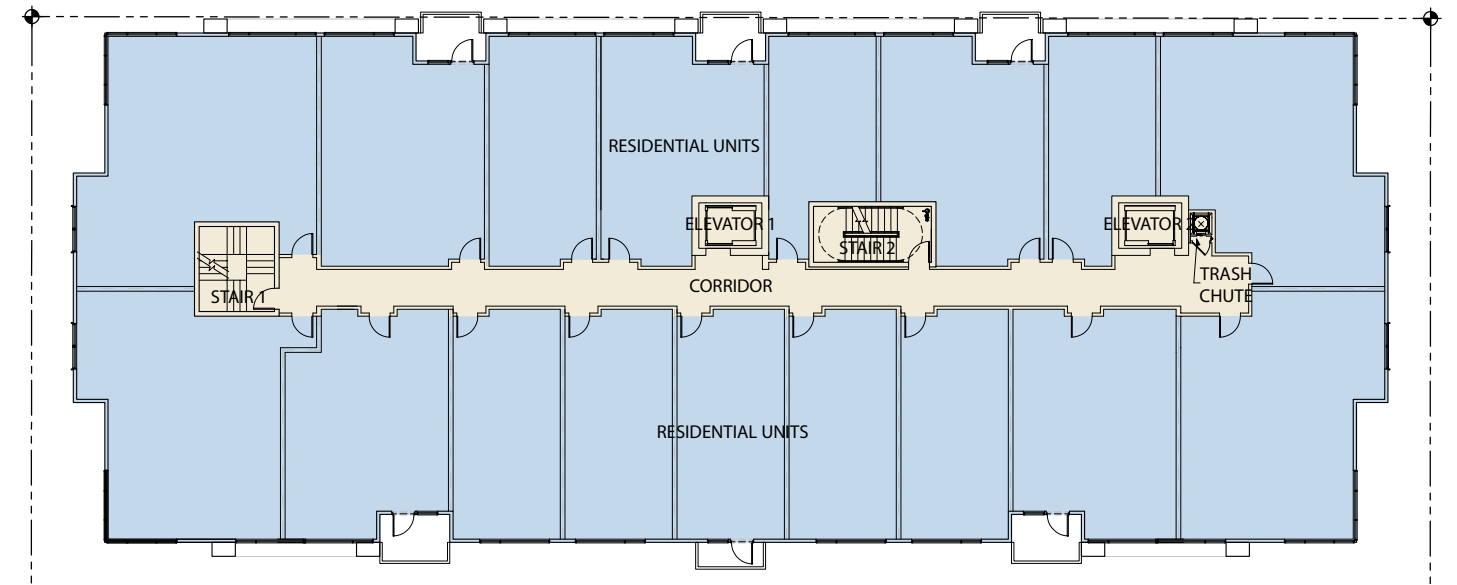 RESIDENTIAL UNITS
ELEVATOR 1
ELEVATOR 2
STAIR 2
TRASH
CHUTE
CORRIDOR
STAIR 1
RESIDENTIAL UNITS